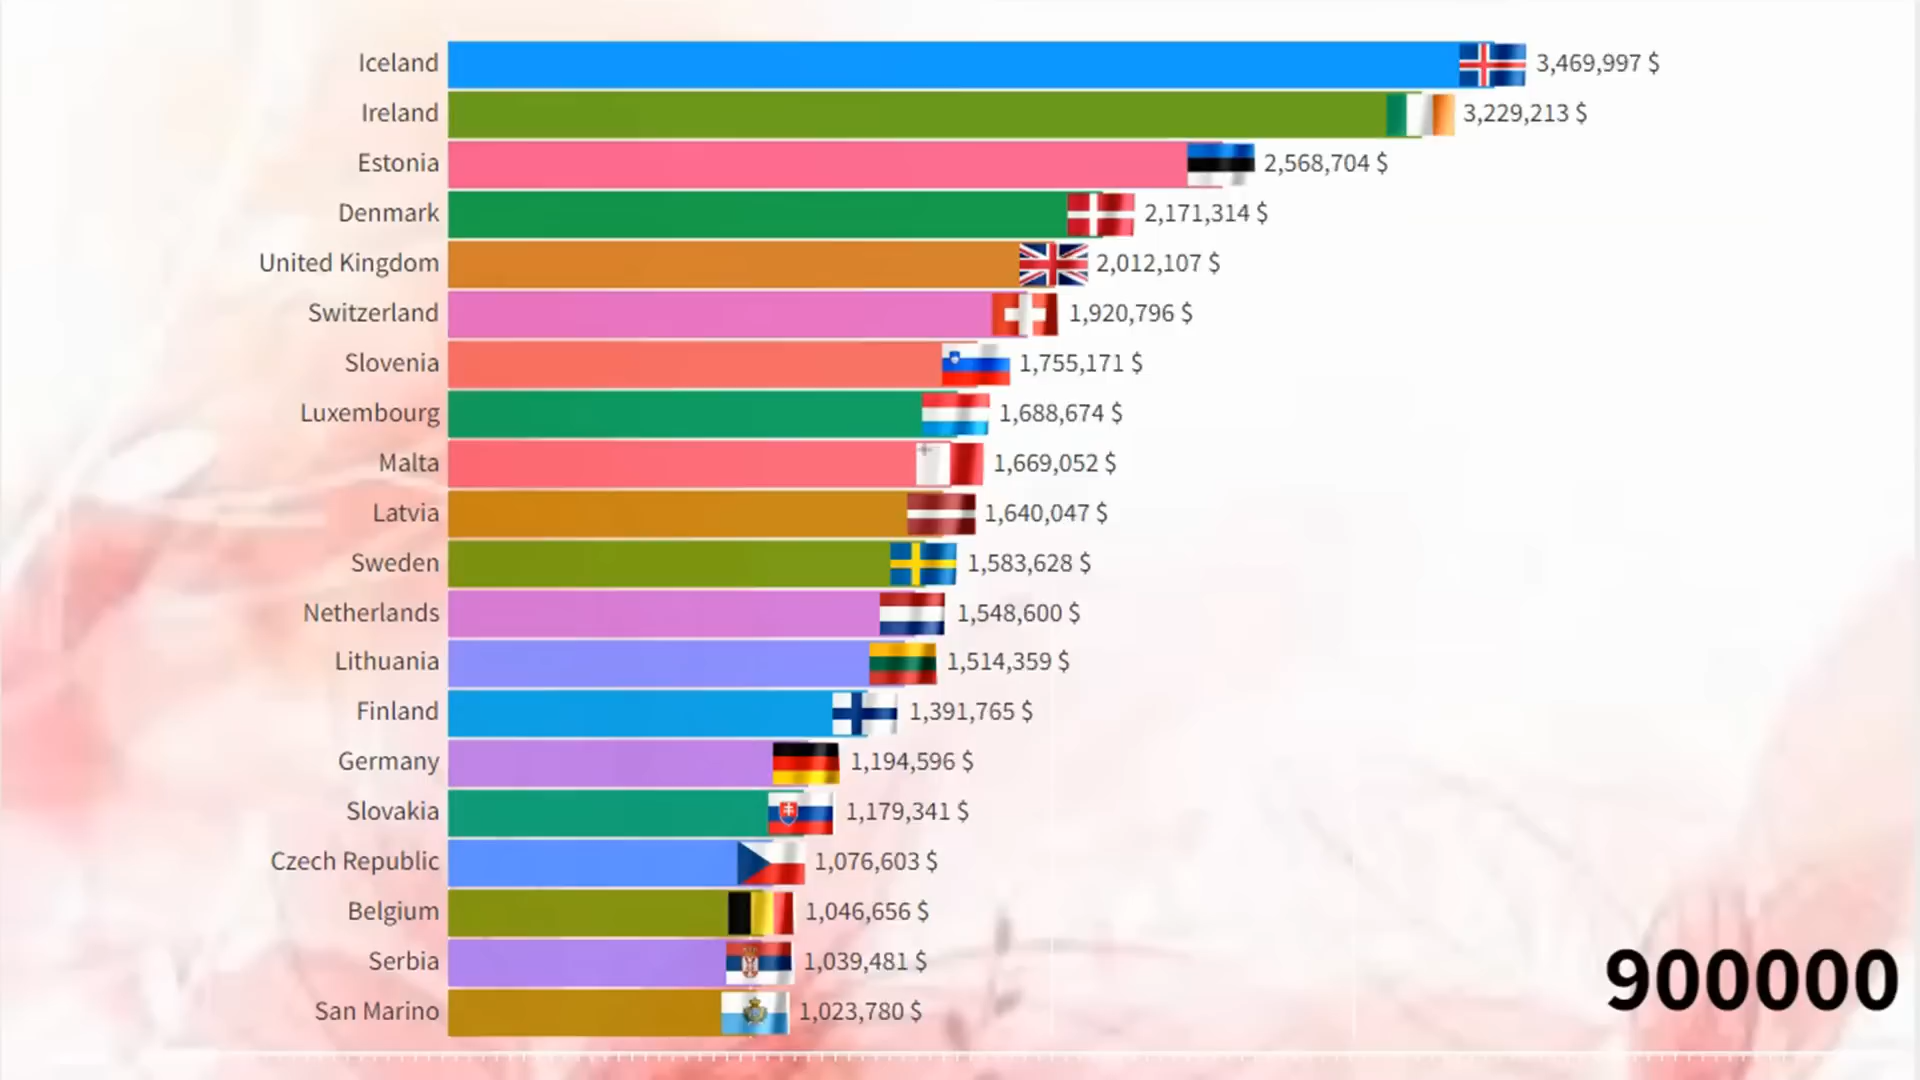 Iceland 3,469,997 $
Ireland 3,229,213 $
Estonia 2,568,704 $
Denmark 2,171,314 $
United Kingdom 2,012,107 $
Switzerland 1,920,796 $
Slovenia 1,755,171 $
Luxembourg 1,688,674 $
Malta 1,669,052 $
Latvia 1,640,047 $
Sweden 1,583,628 $
Netherlands 1,548,600 $
Lithuania 1,514,359 $
Finland 1,391,765 $
Germany 1,194,596 $
Slovakia 1,179,341 $
Czech Republic 1,076,603 $
Belgium 1,046,656 $
Serbia 1,039,481 $
San Marino 1,023,780 $
900000